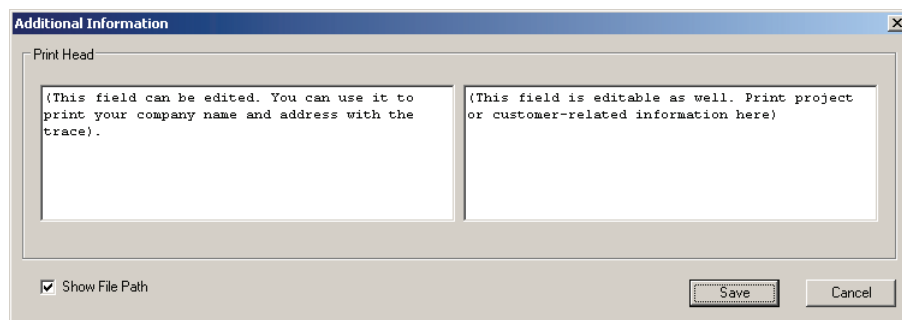 Additional Information
Print Head
(This field can be edited. You can use it to
print your company name and address with the
trace).
(This field is editable as well. Print project
or customer-related information here)
Show File Path
Save
Cancel